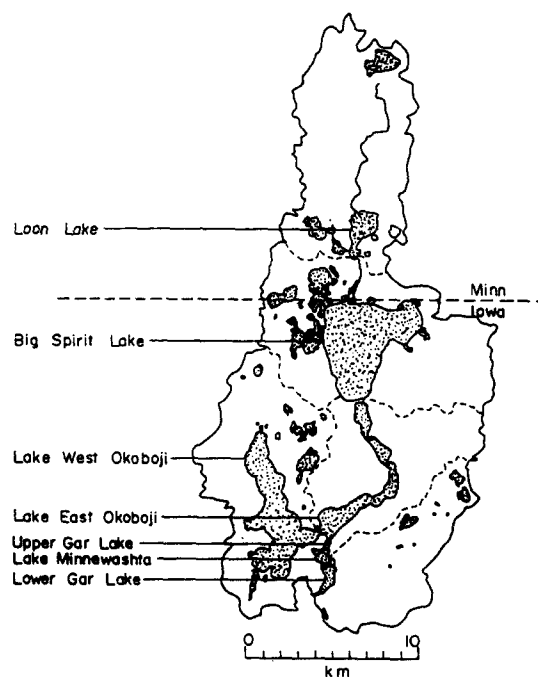 Loon Lake
Minn
Iowa
Big Spirit Lake
Lake West Okoboji
Lake East Okoboji
Upper Gar Lake
Lake Minnewashta
Lower Gar Lake
0 10
km